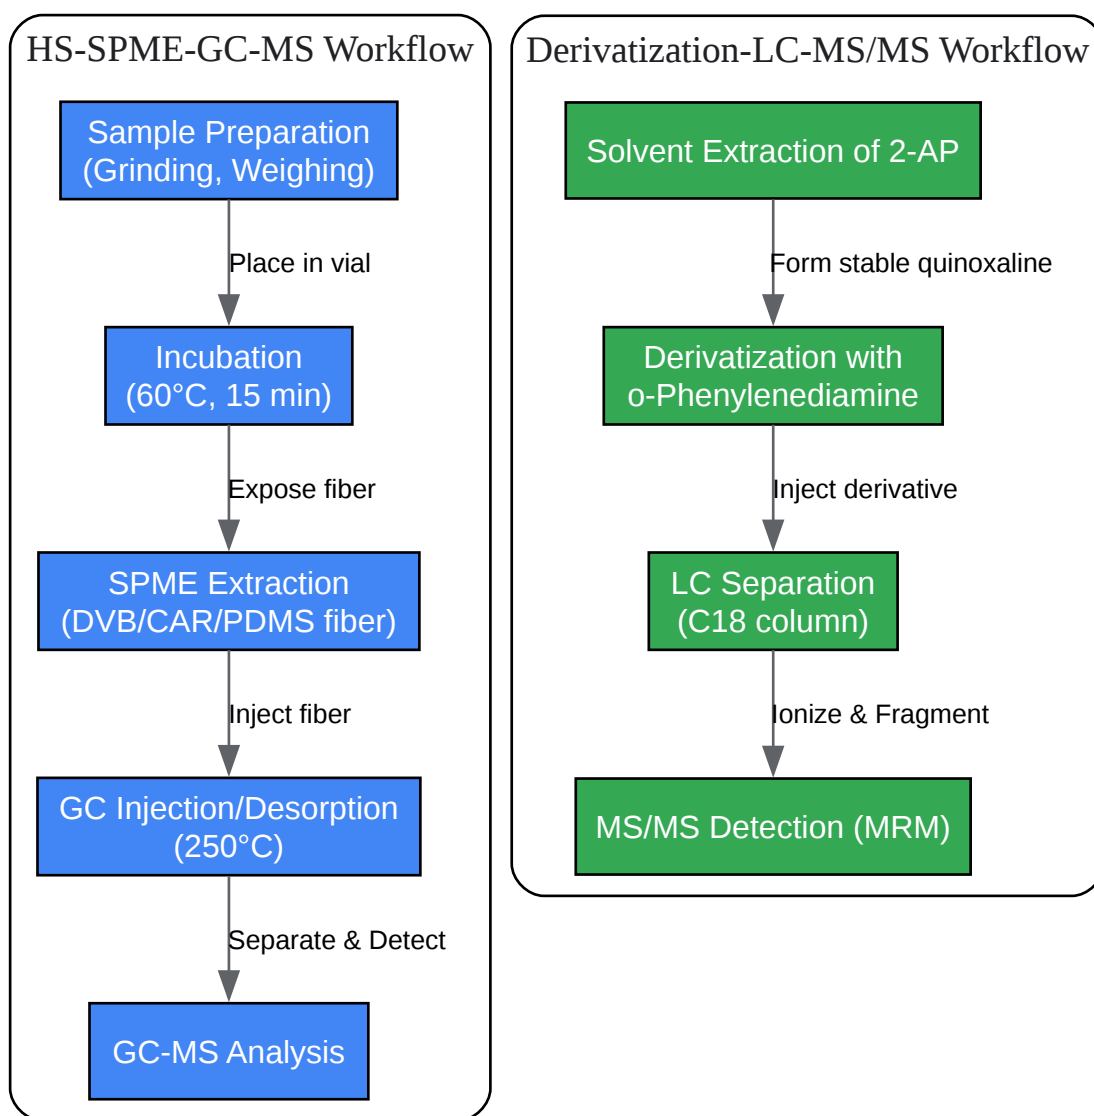 HS-SPME-GC-MS Workflow
Sample Preparation
(Grinding, Weighing)
Place in vial
Incubation
(60°C, 15 min)
Expose fiber
SPME Extraction
(DVB/CAR/PDMS fiber)
Inject fiber
GC Injection/Desorption
(250°C)
Separate & Detect
GC-MS Analysis
Derivatization-LC-MS/MS Workflow
Solvent Extraction of 2-AP
Form stable quinoxaline
Derivatization with
o-Phenylenediamine
Inject derivative
LC Separation
(C18 column)
Ionize & Fragment
MS/MS Detection (MRM)